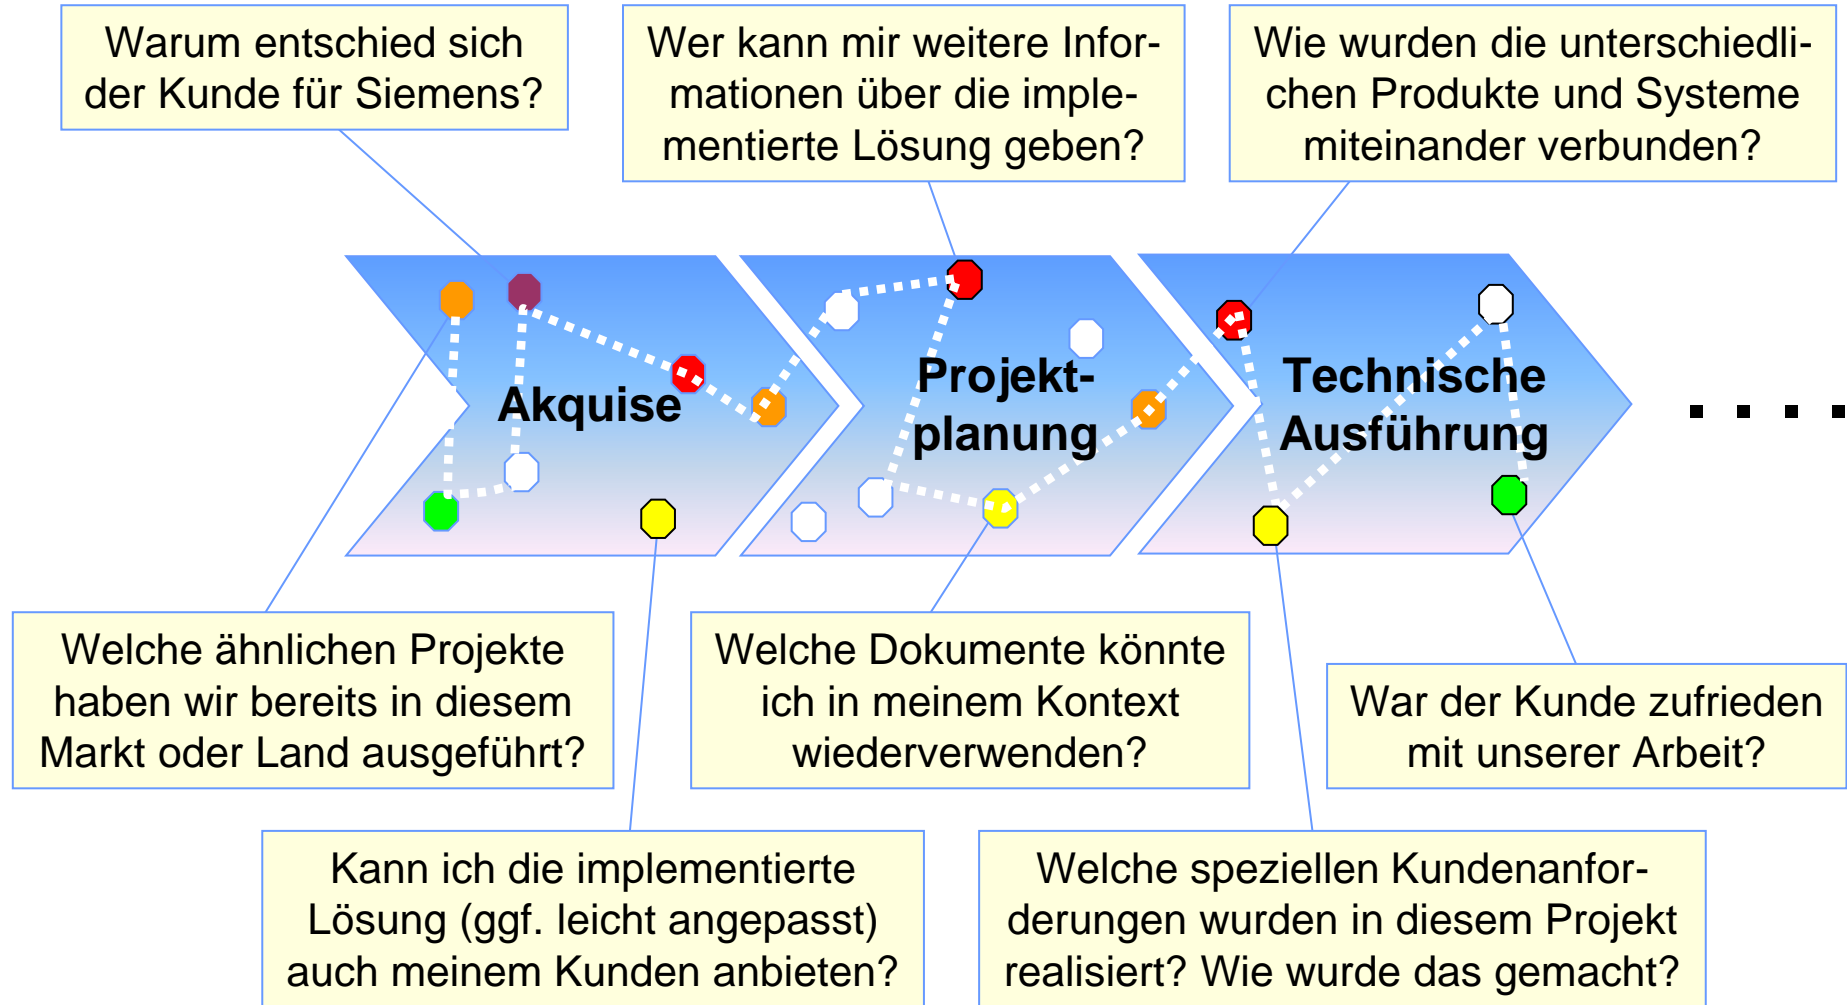 Warum entschied sich
der Kunde für Siemens?
Wer kann mir weitere Infor-
mationen über die imple-
mentierte Lösung geben?
Wie wurden die unterschiedli-
chen Produkte und Systeme
miteinander verbunden?
Akquise
Projekt-
planung
Technische
Ausführung
Welche ähnlichen Projekte
haben wir bereits in diesem
Markt oder Land ausgeführt?
Welche Dokumente könnte
ich in meinem Kontext
wiederverwenden?
War der Kunde zufrieden
mit unserer Arbeit?
Kann ich die implementierte
Lösung (ggf. leicht angepasst)
auch meinem Kunden anbieten?
Welche speziellen Kundenanfor-
derungen wurden in diesem Projekt
realisiert? Wie wurde das gemacht?